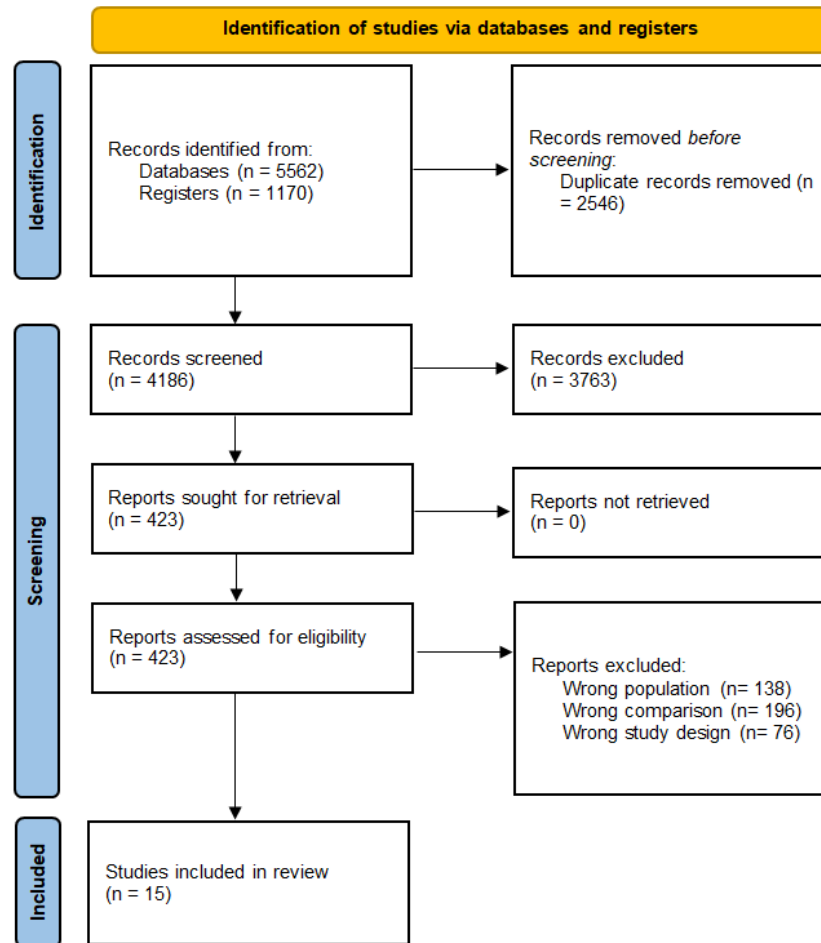 Identification of studies via databases and registers
Identification
Records identified from:
Databases (n = 5562)
Registers (n = 1170)
Records removed before
screening:
Duplicate records removed (n
= 2546)
Screening
Records screened
(n = 4186)
Records excluded
(n = 3763)
Reports sought for retrieval
(n = 423)
Reports not retrieved
(n = 0)
Reports assessed for eligibility
(n = 423)
Reports excluded:
Wrong population (n= 138)
Wrong comparison (n= 196)
Wrong study design (n= 76)
Included
Studies included in review
(n = 15)